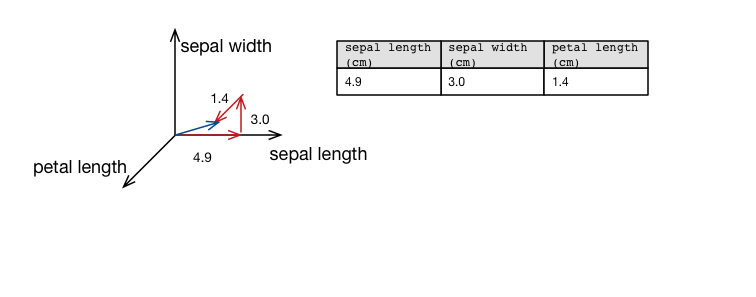 sepal width
1.4
3.0
4.9
sepal length
petal length
sepal length (cm)
sepal width (cm)
petal length (cm)
4.9
3.0
1.4